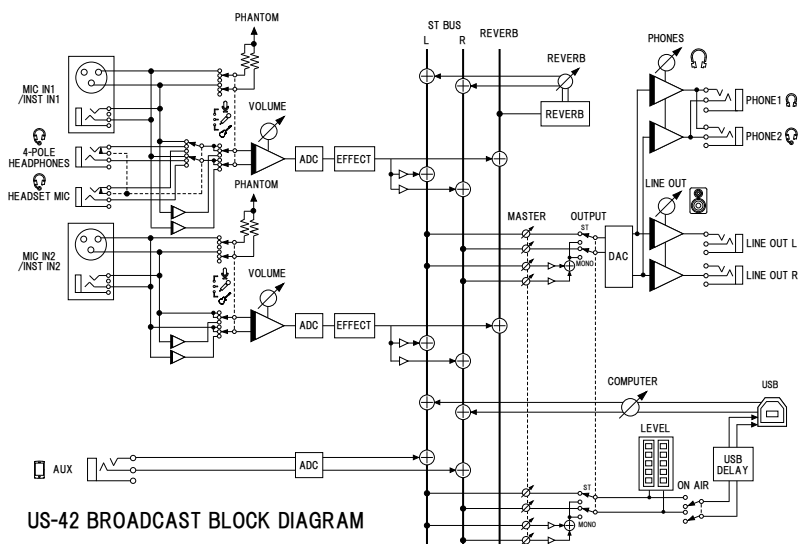 PHANTOM
ST BUS
L
R
REVERB
PHONES
MIC IN1
/INST IN1
REVERB
REVERB
VOLUME
PHONE1
PHONE2
4-POLE
HEADPHONES
ADC
EFFECT
HEADSET MIC
PHANTOM
LINE OUT
MASTER
OUTPUT
ST
MONO
DAC
LINE OUT L
LINE OUT R
MIC IN2
/INST IN2
VOLUME
ADC
EFFECT
COMPUTER
USB
LEVEL
USB
DELAY
AUX
ADC
ON AIR
ST
MONO
US-42 BROADCAST BLOCK DIAGRAM